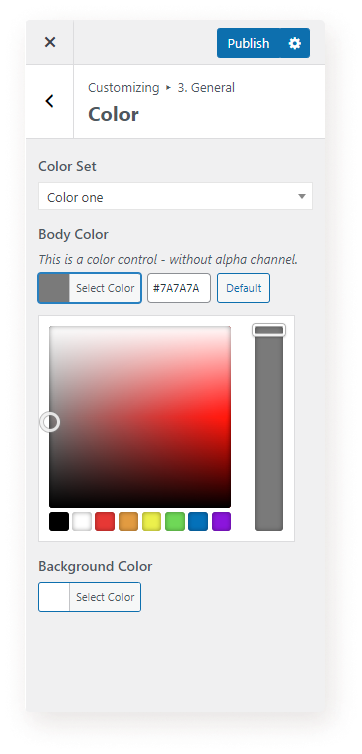 Publish
Customizing ▸ 3. General
Color
Color Set
Color one
Body Color
This is a color control - without alpha channel.
Select Color #7A7A7A Default
Background Color
Select Color